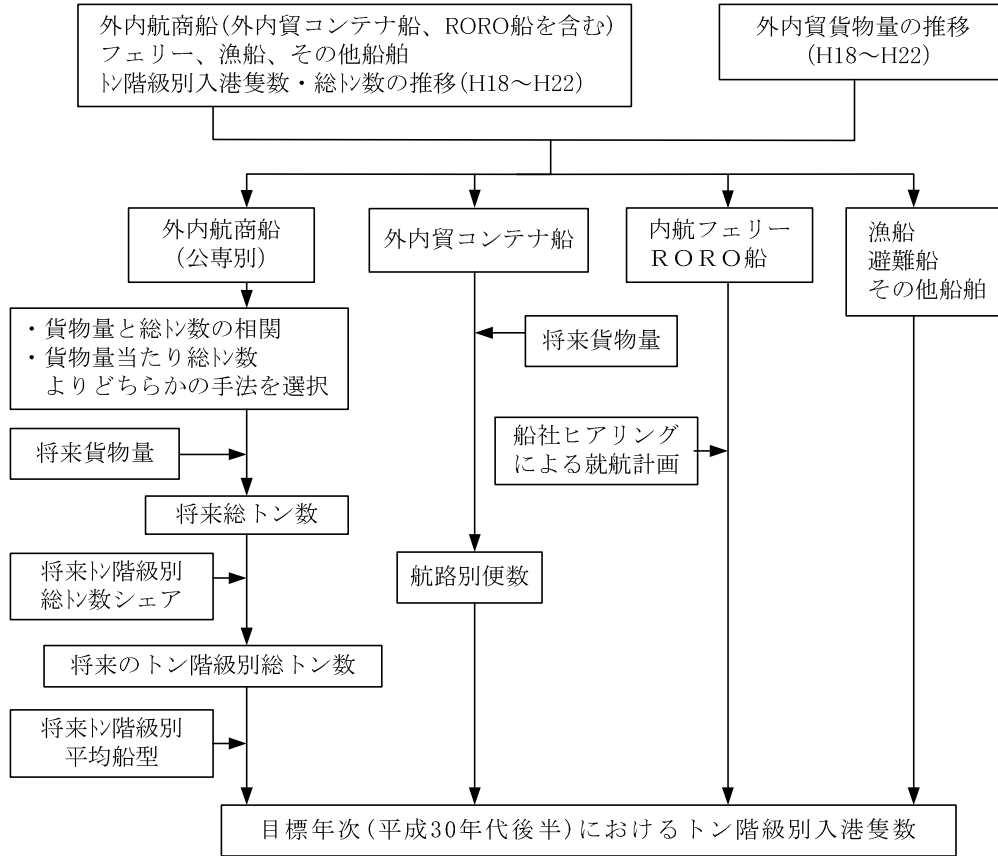 外内航商船(外内貿コンテナ船、RORO船を含む)
フェリー、漁船、その他船舶
ﾄﾝ階級別入港隻数・総ﾄﾝ数の推移(H18～H22)
外内貿貨物量の推移
(H18～H22)
外内航商船
(公専別)
外内貿コンテナ船
内航フェリー
ＲＯＲＯ船
漁船
避難船
その他船舶
・貨物量と総ﾄﾝ数の相関
・貨物量当たり総ﾄﾝ数
よりどちらかの手法を選択
将来貨物量
将来貨物量
船社ヒアリング
による就航計画
将来総トン数
将来ﾄﾝ階級別
総トン数シェア
航路別便数
将来のトン階級別総トン数
将来ﾄﾝ階級別
平均船型
目標年次(平成30年代後半)におけるトン階級別入港隻数